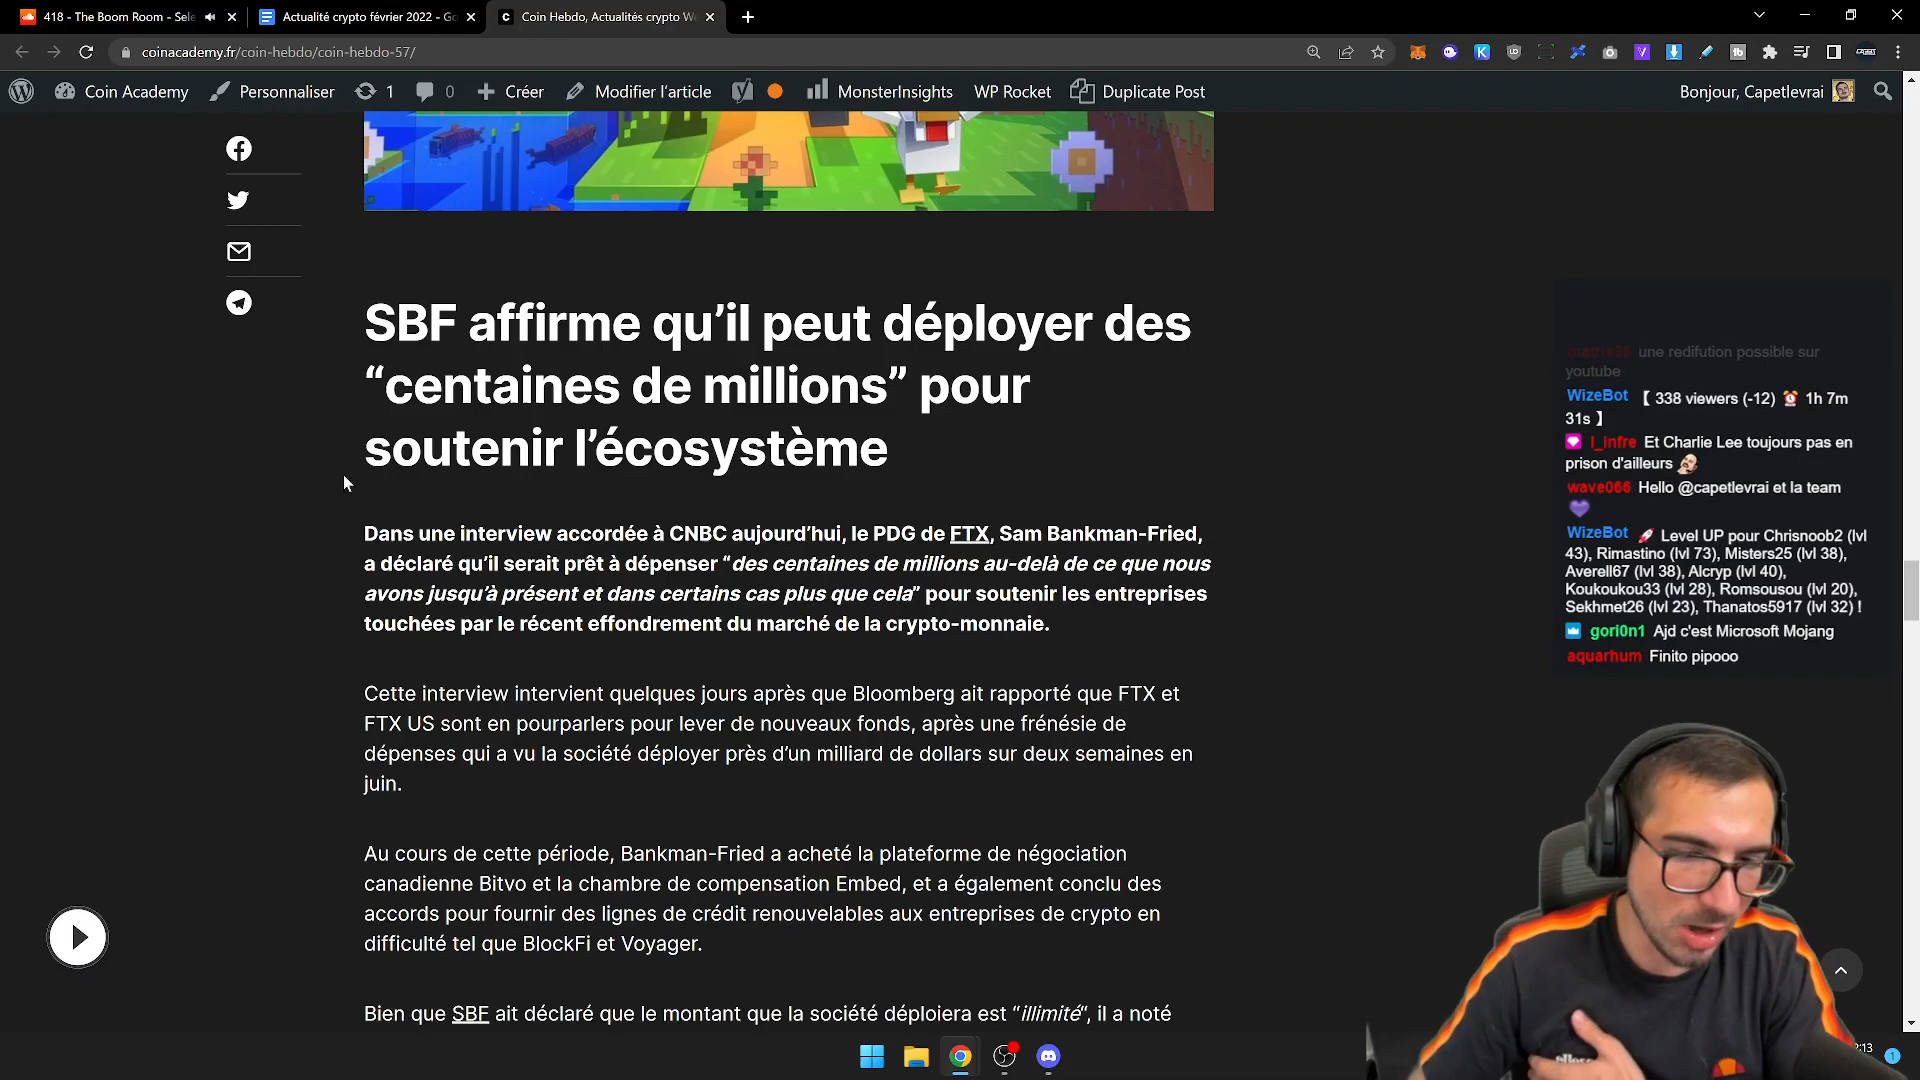 418 - The Boom Room - Sele
Actualité crypto février 2022 - Go
Coin Hebdo, Actualités crypto We
coinacademy.fr/coin-hebdo/coin-hebdo-57/
Coin Academy
Personnaliser
1
0
Créer
Modifier l'article
MonsterInsights
WP Rocket
Duplicate Post
Bonjour, Capetlevrai
SBF affirme qu'il peut déployer des
“centaines de millions” pour
soutenir l'écosystème
Dans une interview accordée à CNBC aujourd'hui, le PDG de FTX, Sam Bankman-Fried,
a déclaré qu'il serait prêt à dépenser “des centaines de millions au-delà de ce que nous
avons jusqu'à présent et dans certains cas plus que cela” pour soutenir les entreprises
touchées par le récent effondrement du marché de la crypto-monnaie.
Cette interview intervient quelques jours après que Bloomberg ait rapporté que FTX et
FTX US sont en pourparlers pour lever de nouveaux fonds, après une frénésie de
dépenses qui a vu la société déployer près d'un milliard de dollars sur deux semaines en
juin.
Au cours de cette période, Bankman-Fried a acheté la plateforme de négociation
canadienne Bitvo et la chambre de compensation Embed, et a également conclu des
accords pour fournir des lignes de crédit renouvelables aux entreprises de crypto en
difficulté tel que BlockFi et Voyager.
Bien que SBF ait déclaré que le montant que la société déploiera est “illimité“, il a noté
une redifution possible sur
youtube
WizeBot 【 338 viewers (-12) ⏰ 1h 7m
31s 】
l_lnfre Et Charlie Lee toujours pas en
prison d'ailleurs
wave066 Hello @capetlevrai et la team
WizeBot 🚀 Level UP pour Chrisnoob2 (lvl
43), Rimastino (lvl 73), Misters25 (lvl 38),
Averell67 (lvl 38), Alcryp (lvl 40),
Koukoukou33 (lvl 28), Romsousou (lvl 20),
Sekhmet26 (lvl 23), Thanatos5917 (lvl 32) !
gori0n1 Ajd c'est Microsoft Mojang
aquarhum Finito pipooo
:13
1